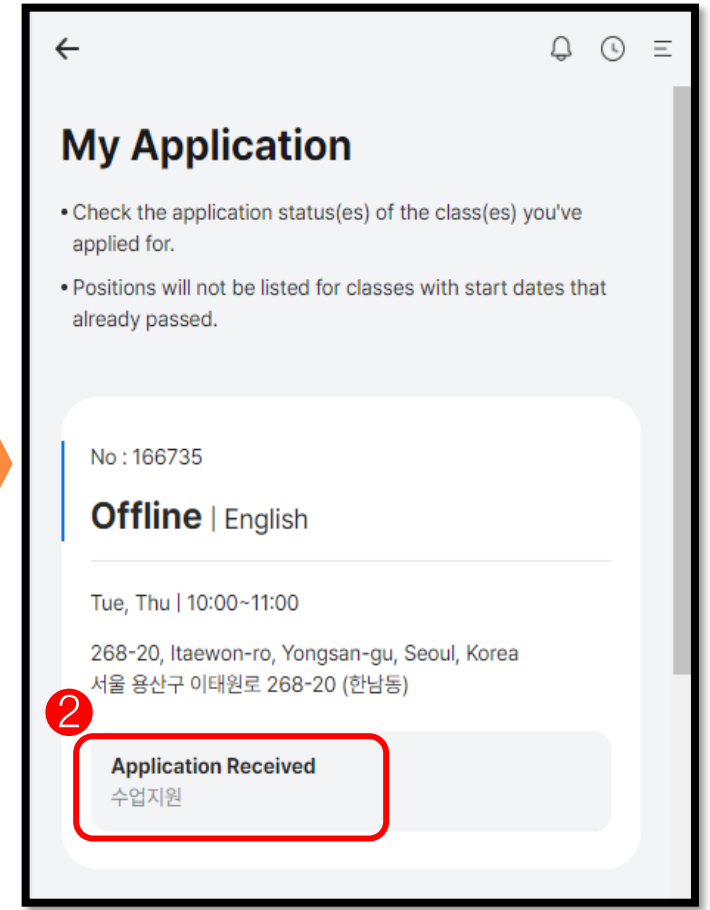 My Application
• Check the application status(es) of the class(es) you've
applied for.
• Positions will not be listed for classes with start dates that
already passed.
No : 166735
Offline | English
Tue, Thu | 10:00~11:00
268-20, Itaewon-ro, Yongsan-gu, Seoul, Korea
서울 용산구 이태원로 268-20 (한남동)
2
Application Received
수업지원